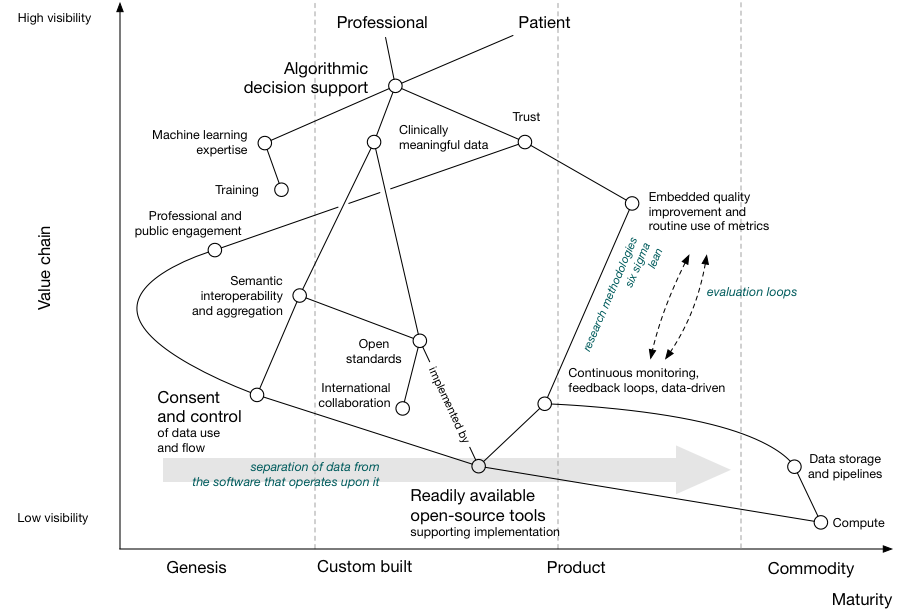 High visibility
Professional
Patient
Algorithmic
decision support
Trust
Machine learning
expertise
Clinically
meaningful data
Training
Embedded quality
improvement and
routine use of metrics
Professional and
public engagement
Value chain
research methodologies
six sigma
lean
evaluation loops
Semantic
interoperability
and aggregation
Open
standards
International
collaboration
implemented by
Continuous monitoring,
feedback loops, data-driven
Consent
and control
of data use
and flow
separation of data from
the software that operates upon it
Data storage
and pipelines
Readily available
open-source tools
supporting implementation
Low visibility
Compute
Genesis
Custom built
Product
Commodity
Maturity